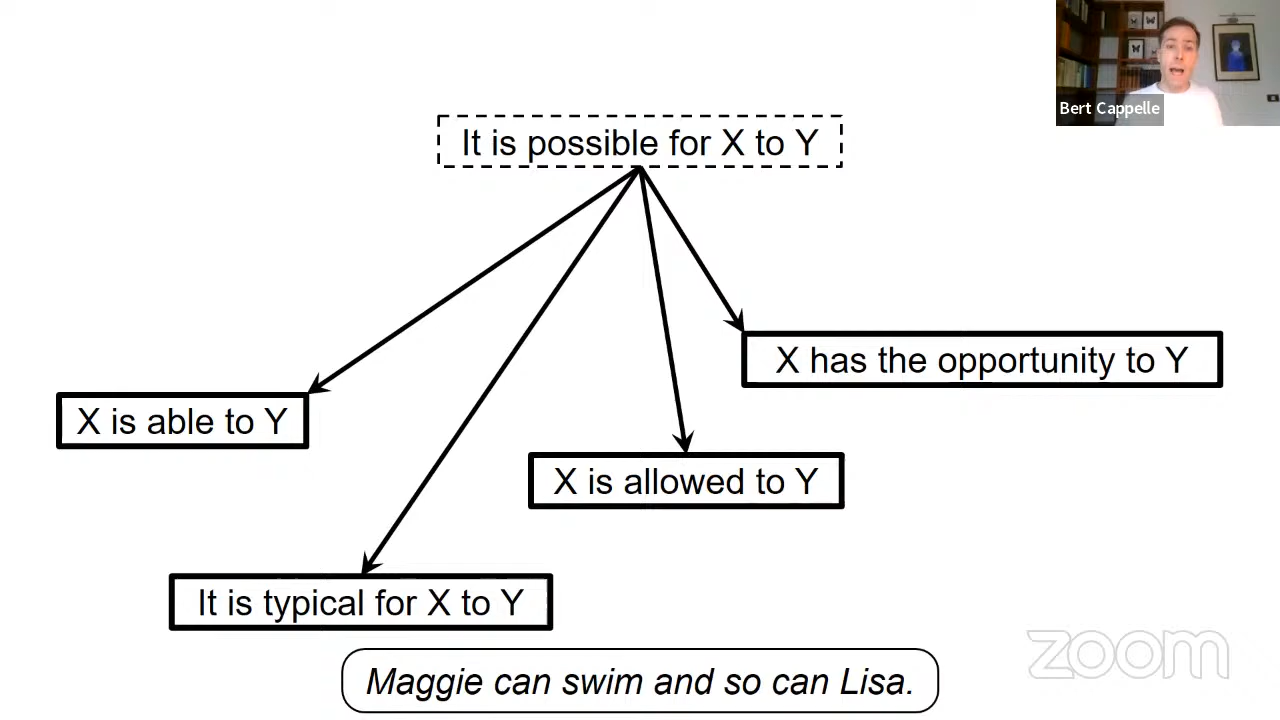 Bert Cappelle
It is possible for X to Y
X has the opportunity to Y
X is able to Y
X is allowed to Y
It is typical for X to Y
Maggie can swim and so can Lisa.
zoom